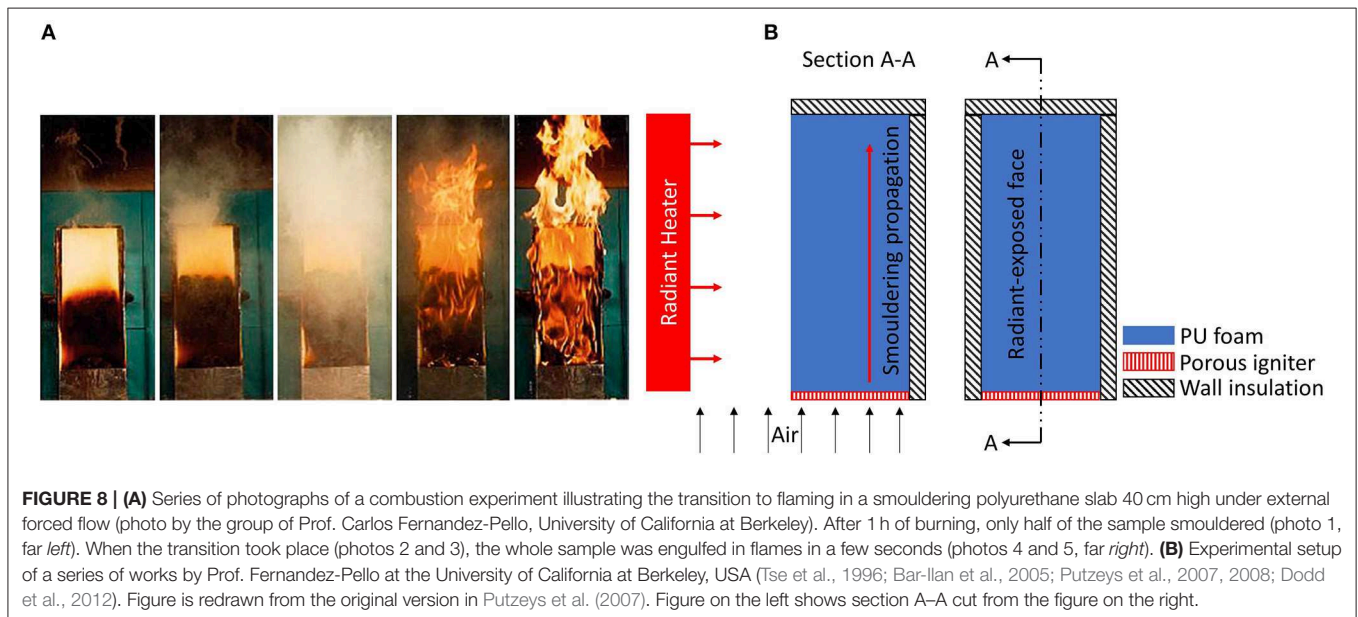 A
B
Section A-A
A
Radiant Heater
Smouldering propagation
Radiant-exposed face
PU foam
Porous igniter
Wall insulation
Air
A
FIGURE 8 | (A) Series of photographs of a combustion experiment illustrating the transition to flaming in a smouldering polyurethane slab 40 cm high under external
forced flow (photo by the group of Prof. Carlos Fernandez-Pello, University of California at Berkeley). After 1 h of burning, only half of the sample smouldered (photo 1,
far left). When the transition took place (photos 2 and 3), the whole sample was engulfed in flames in a few seconds (photos 4 and 5, far right). (B) Experimental setup
of a series of works by Prof. Fernandez-Pello at the University of California at Berkeley, USA (Tse et al., 1996; Bar-Ilan et al., 2005; Putzeys et al., 2007, 2008; Dodd
et al., 2012). Figure is redrawn from the original version in Putzeys et al. (2007). Figure on the left shows section A–A cut from the figure on the right.